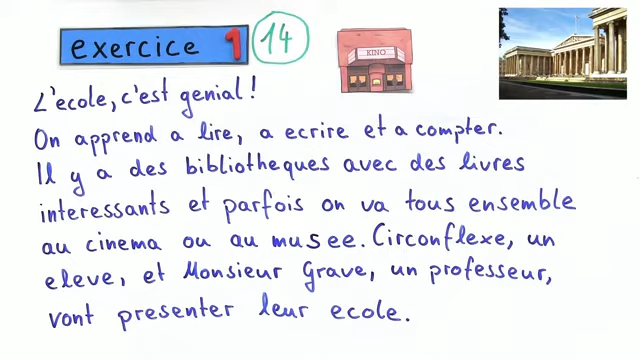 exercice 1 14
KINO
L'ecole, c'est genial !
On apprend a lire, a ecrire et a compter.
Il y a des bibliotheques avec des livres
interessants et parfois on va tous ensemble
au cinema ou au musee. Circonflexe, un
eleve, et Monsieur Grave, un professeur,
vont presenter leur ecole.